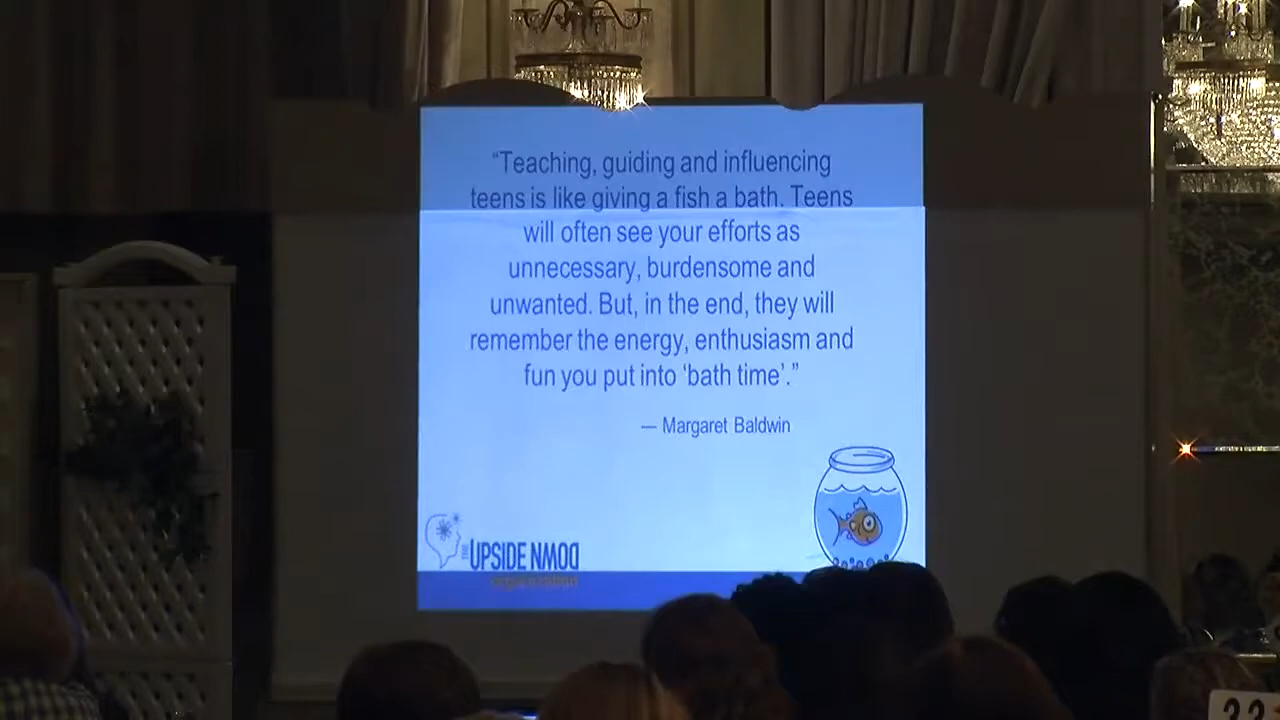 “Teaching, guiding and influencing
teens is like giving a fish a bath. Teens
will often see your efforts as
unnecessary, burdensome and
unwanted. But, in the end, they will
remember the energy, enthusiasm and
fun you put into ‘bath time’.”
— Margaret Baldwin
THE UPSIDE DOWN
organization